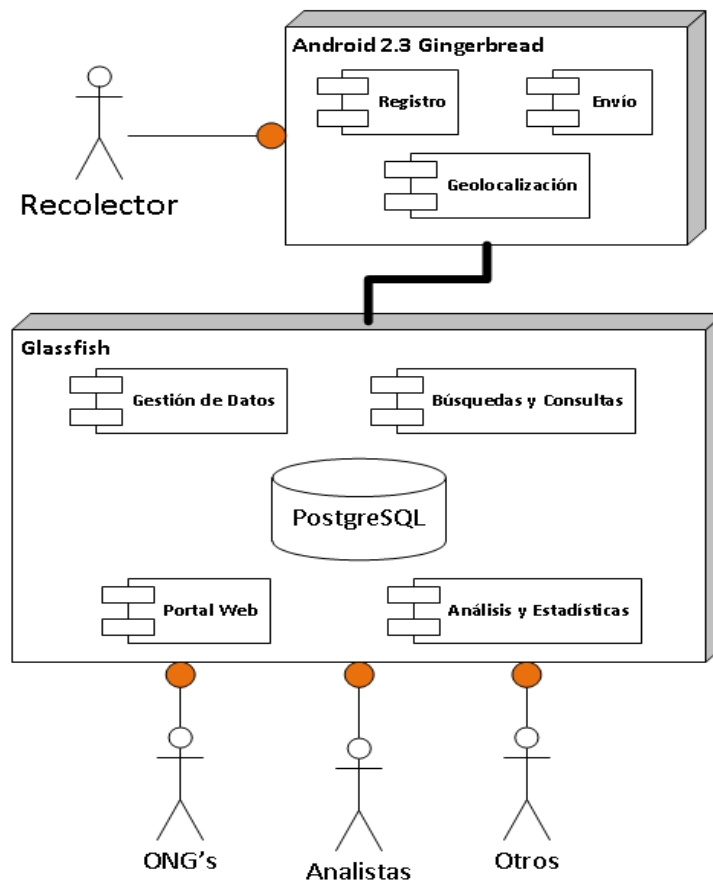 Android 2.3 Gingerbread
Registro
Envío
Geolocalización
Recolector
Glassfish
Gestión de Datos
Búsquedas y Consultas
PostgreSQL
Portal Web
Análisis y Estadísticas
ONG's
Analistas
Otros